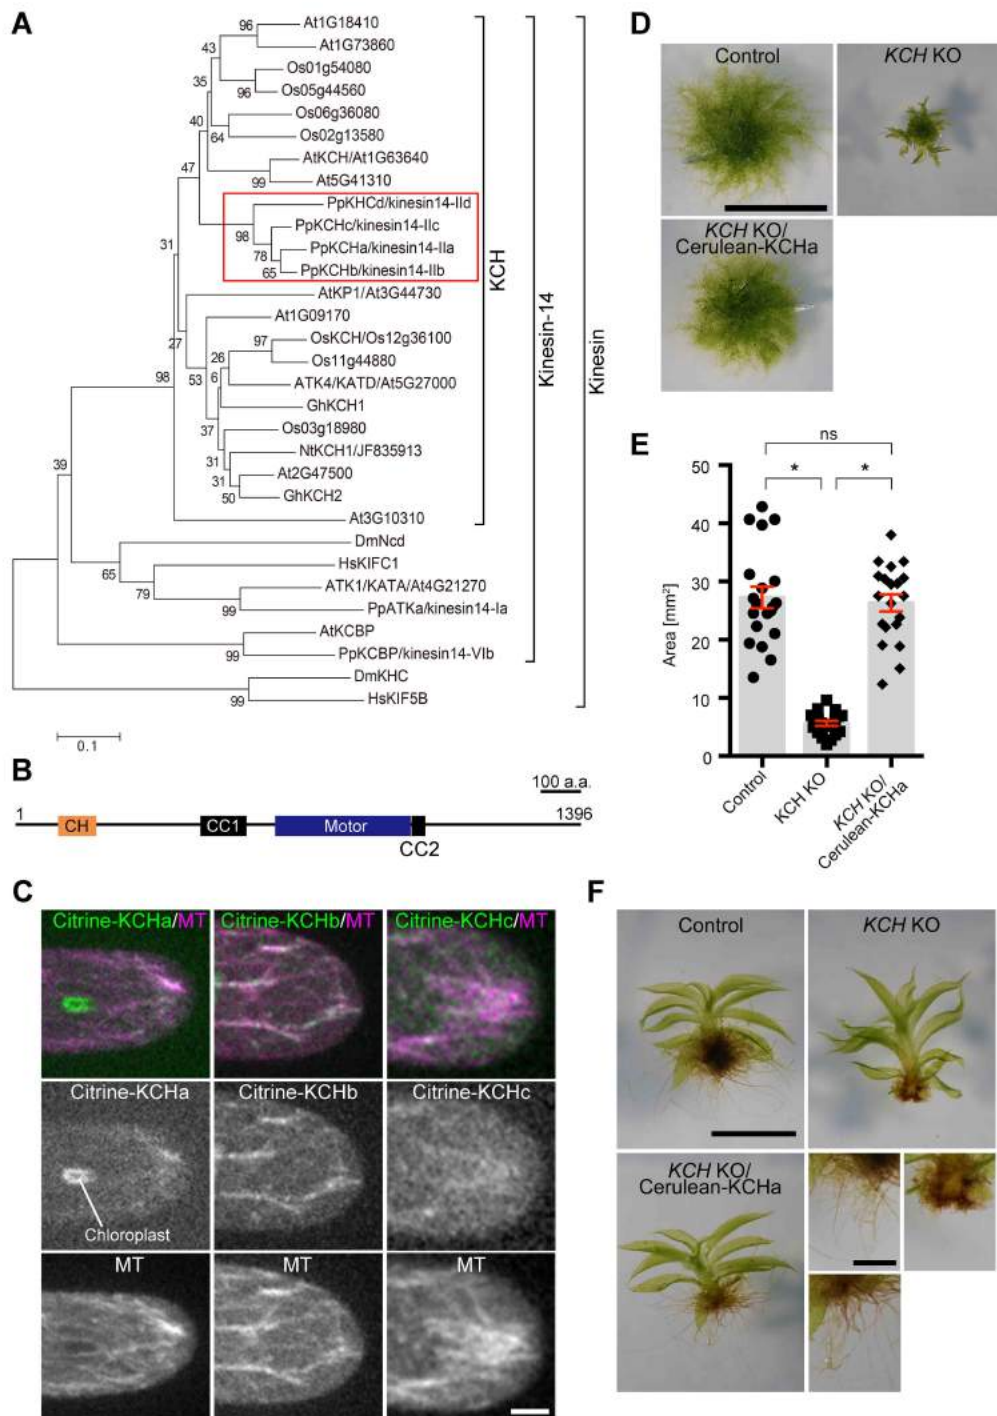 A
96
At1G18410
43
At1G73860
Os01g54080
35
96
Os05g44560
Os06g36080
40
64
Os02g13580
AtKCH/At1G63640
47
99
At5G41310
PpKHCd/kinesin14-IId
98
PpKCHc/kinesin14-IIc
78
PpKCHa/kinesin14-IIa
31
65
PpKCHb/kinesin14-IIb
AtKP1/At3G44730
At1G09170
27
97
OsKCH/Os12g36100
26
Os11g44880
98
53
6
ATK4/KATD/At5G27000
GhKCH1
37
Os03g18980
31
NtKCH1/JF835913
39
31
At2G47500
50
GhKCH2
At3G10310
DmNcd
65
HsKIFC1
79
ATK1/KATA/At4G21270
99
PpATKa/kinesin14-Ia
AtKCBP
99
PpKCBP/kinesin14-VIb
DmKHC
99
HsKIF5B
KCH
Kinesin-14
Kinesin
0.1
B
100 a.a.
1
1396
CH
CC1
Motor
CC2
C
Citrine-KCHa/MT
Citrine-KCHb/MT
Citrine-KCHc/MT
Citrine-KCHa
Citrine-KCHb
Citrine-KCHc
Chloroplast
MT
MT
MT
D
Control
KCH KO
KCH KO/
Cerulean-KCHa
E
ns
*
*
50
40
30
20
10
0
Area [mm²]
Control
KCH KO
KCH KO/
Cerulean-KCHa
F
Control
KCH KO
KCH KO/
Cerulean-KCHa